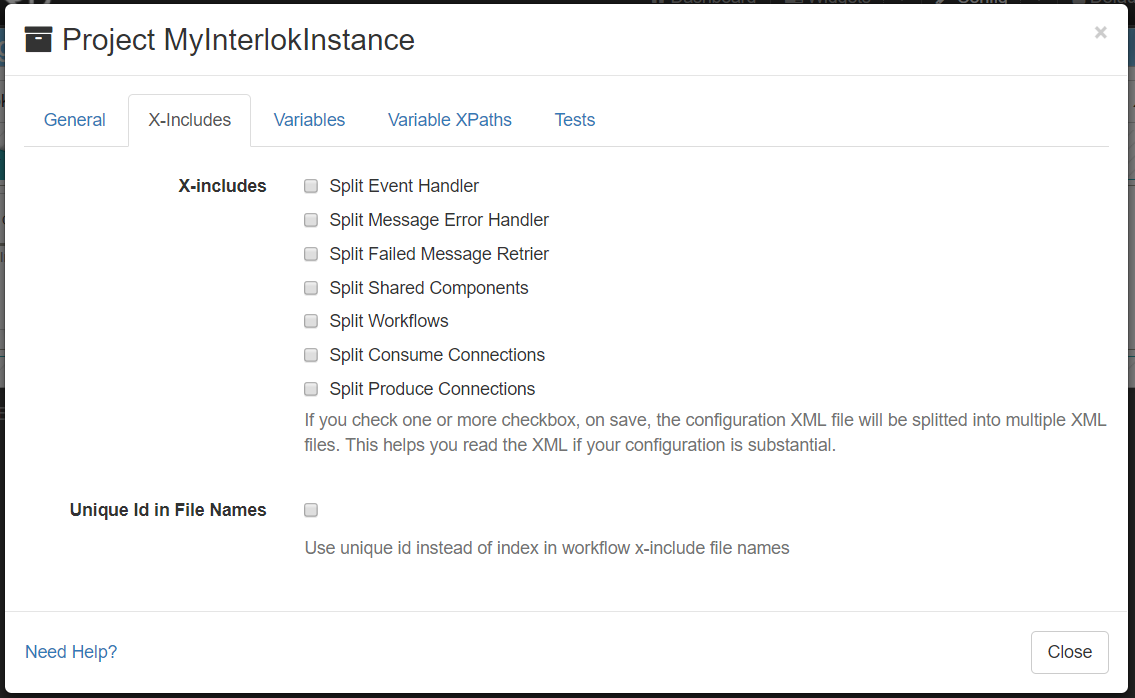 Project MyInterlokInstance
×
General X-Includes Variables Variable XPaths Tests
X-includes
Split Event Handler
Split Message Error Handler
Split Failed Message Retrier
Split Shared Components
Split Workflows
Split Consume Connections
Split Produce Connections
If you check one or more checkbox, on save, the configuration XML file will be splitted into multiple XML
files. This helps you read the XML if your configuration is substantial.
Unique Id in File Names
Use unique id instead of index in workflow x-include file names
Need Help?
Close